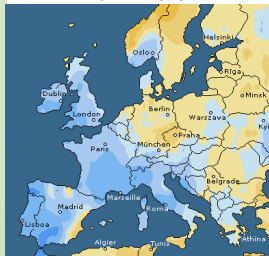 Helsinki
Oslo
Rīga
Dublin
Minsk
Berlin
London
Warszawa
Ky
Praha
Paris
München
Belgrade
Marseille
Madrid
Roma
Lisboa
Athina
Algier
Tunis